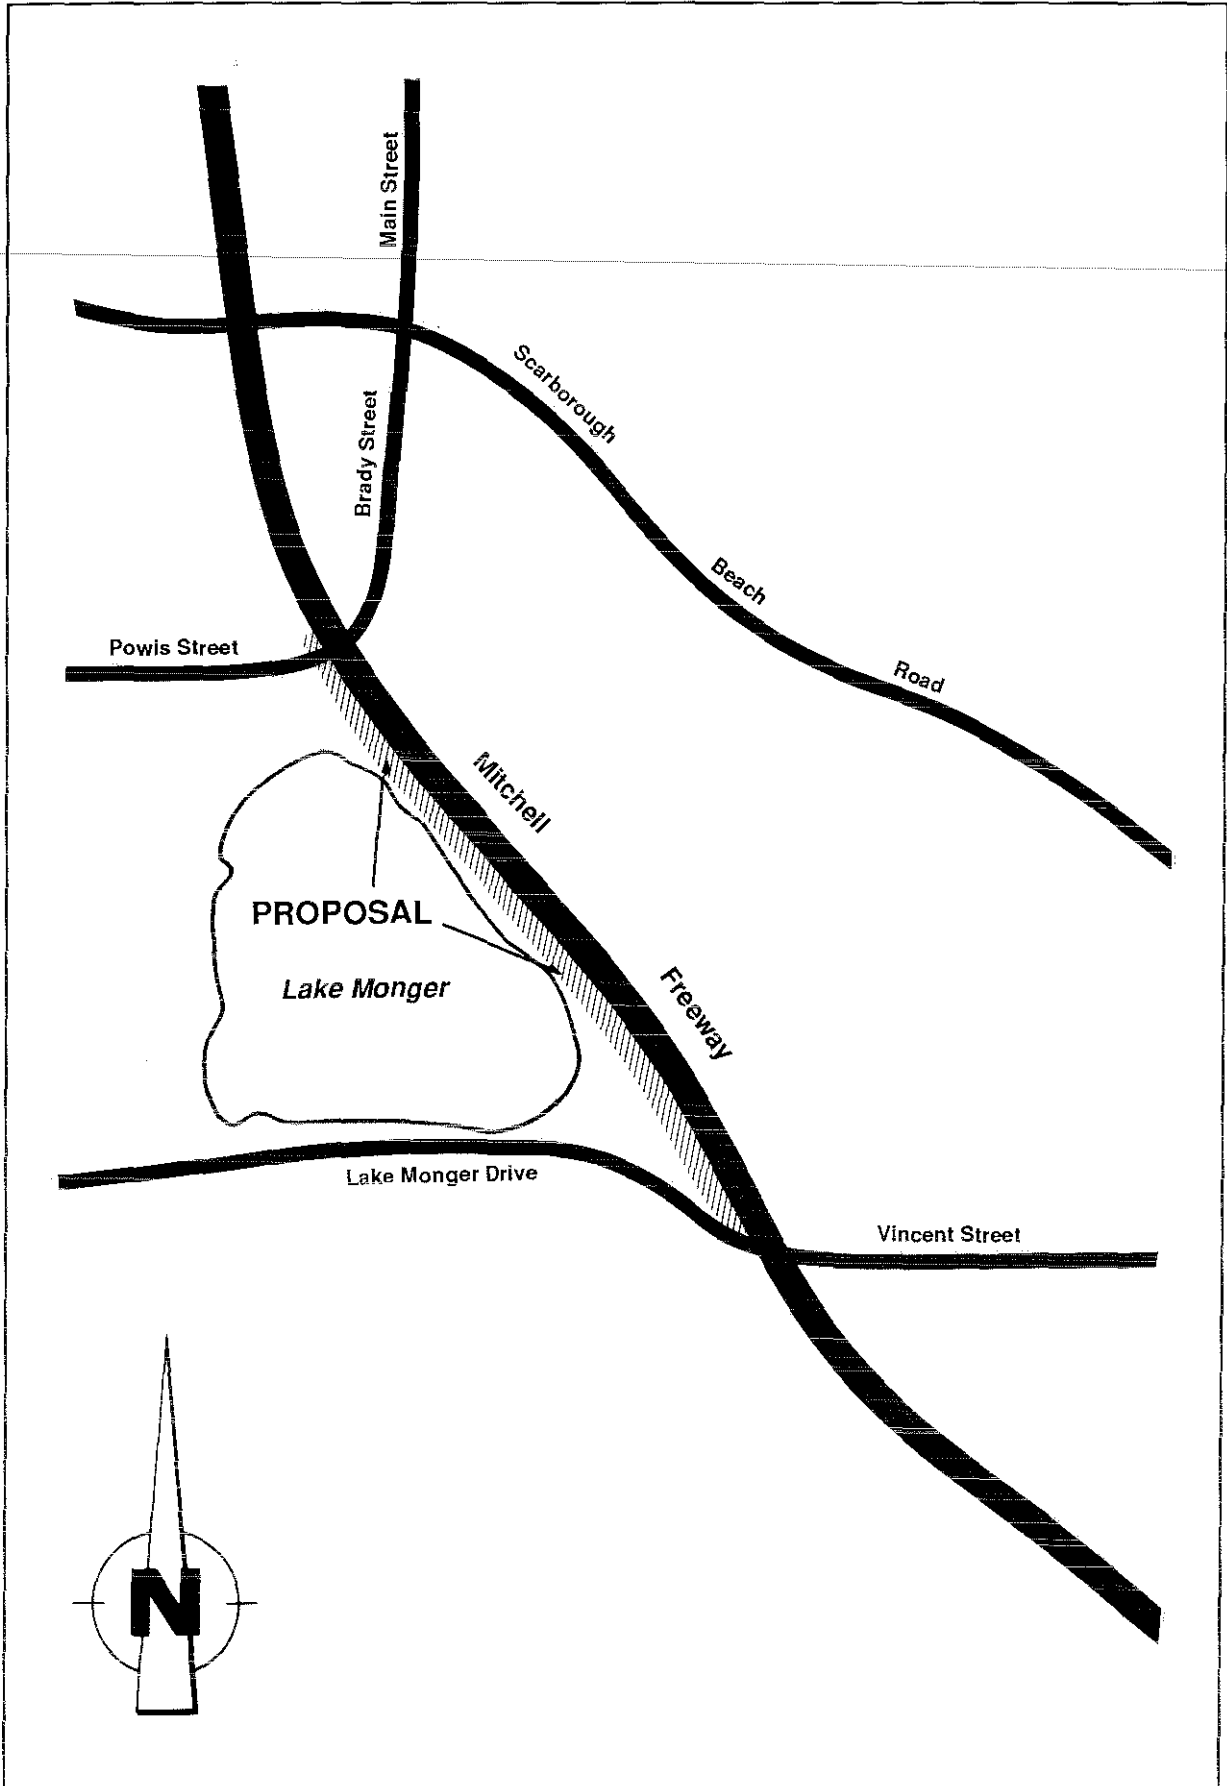 Main Street
Scarborough
Brady Street
Beach
Powis Street
Road
Mitchell
PROPOSAL
Lake Monger
Freeway
Lake Monger Drive
Vincent Street
N